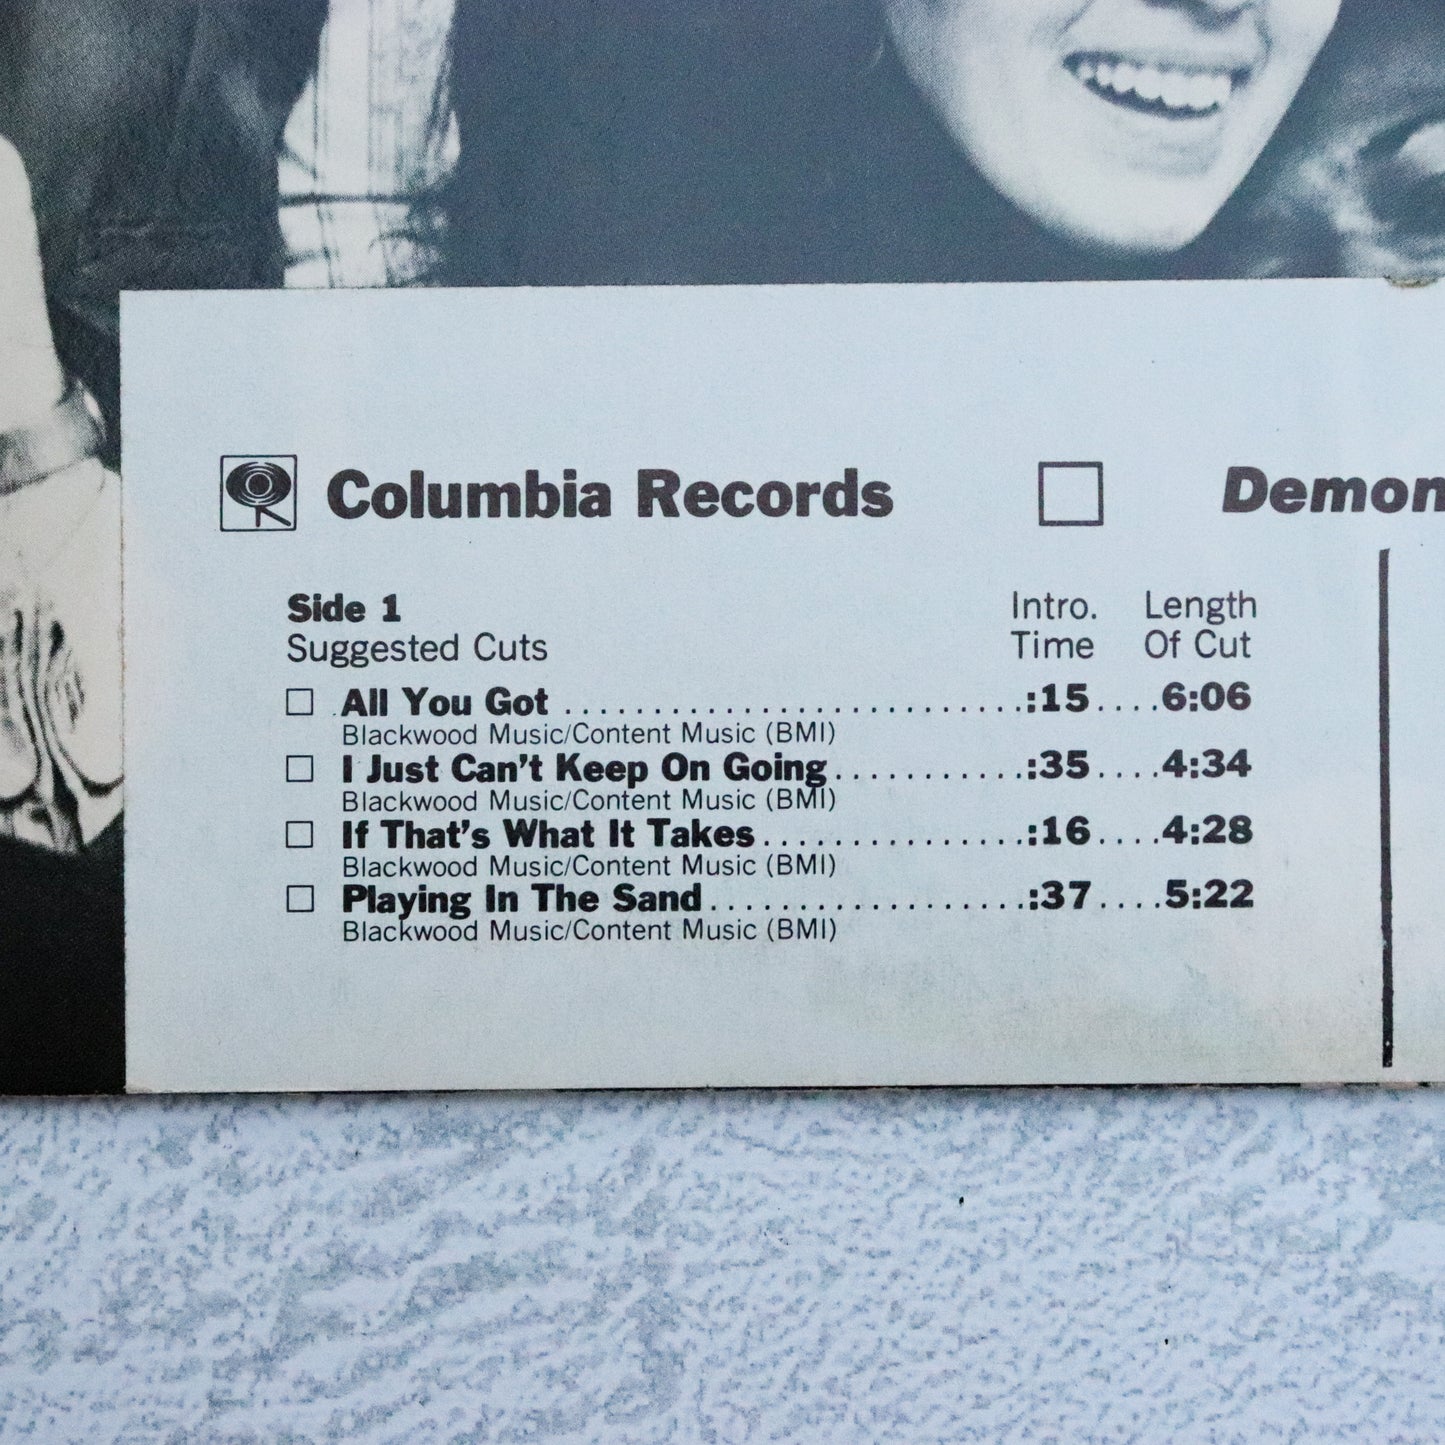 Columbia Records Demon
Side 1 Intro. Length
Suggested Cuts Time Of Cut
All You Got ............................:15....6:06
Blackwood Music/Content Music (BMI)
I Just Can't Keep On Going............:35....4:34
Blackwood Music/Content Music (BMI)
If That's What It Takes................:16....4:28
Blackwood Music/Content Music (BMI)
Playing In The Sand...................:37....5:22
Blackwood Music/Content Music (BMI)